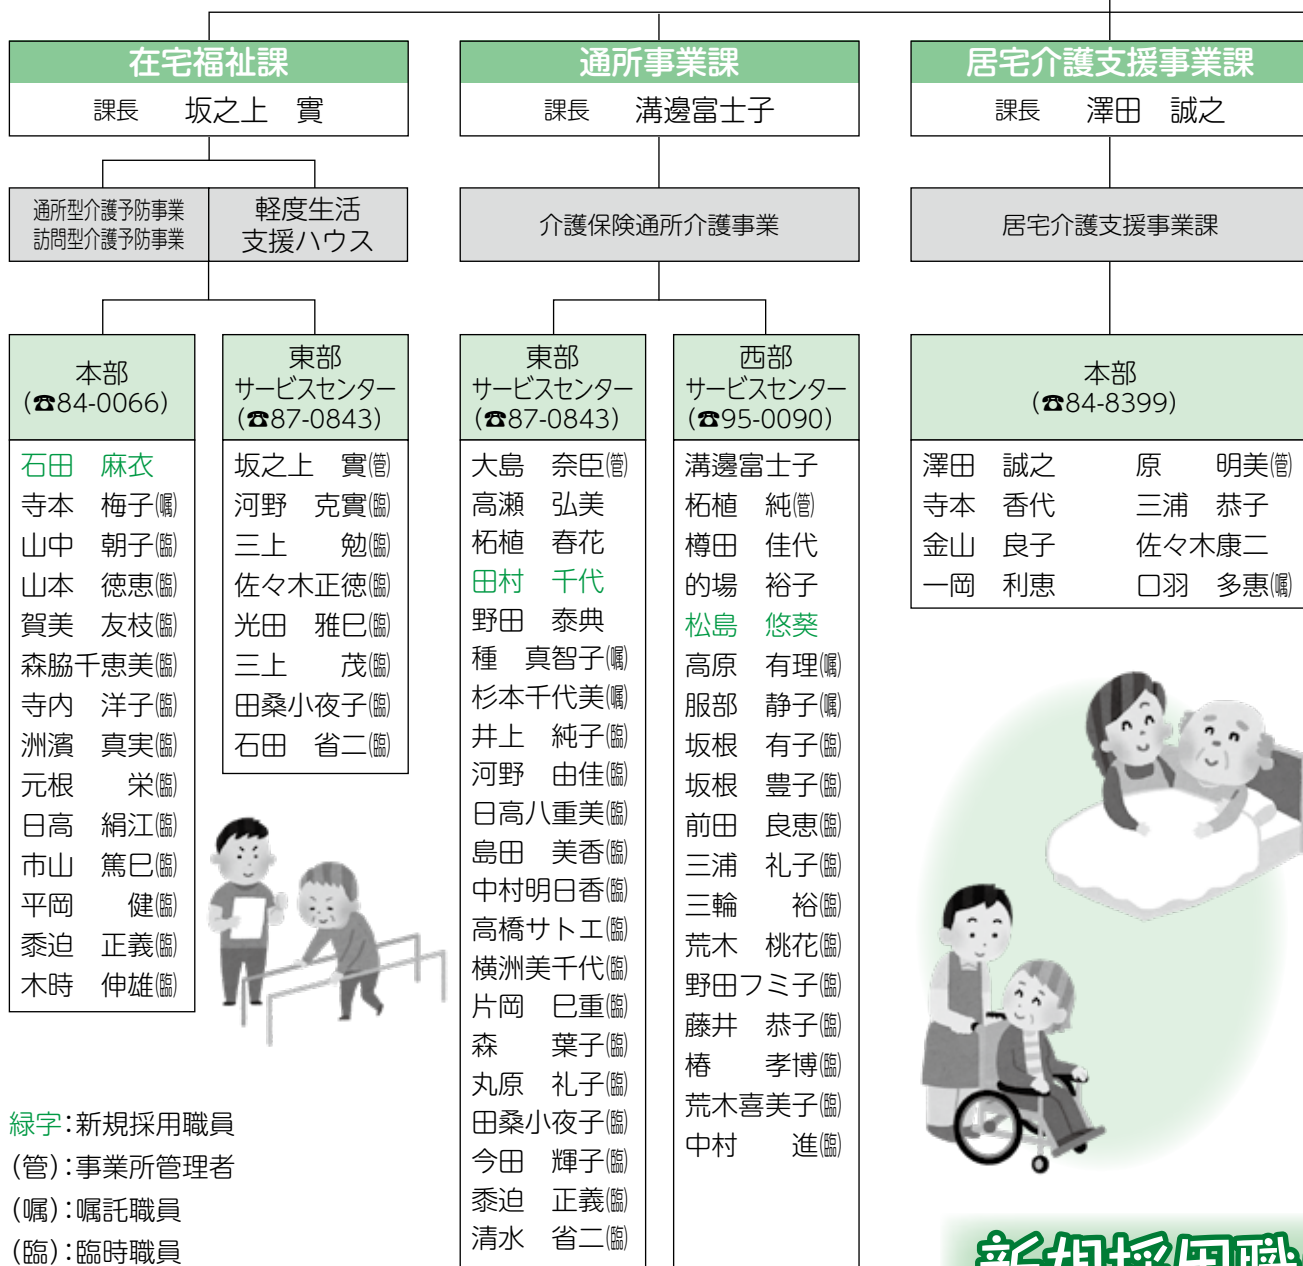 在宅福祉課
課長 坂之上 實
通所型介護予防事業
訪問型介護予防事業
軽度生活
支援ハウス
本部
(☎84-0066)
石田 麻衣
寺本 梅子(嘱)
山中 朝子(臨)
山本 徳恵(臨)
賀美 友枝(臨)
森脇千恵美(臨)
寺内 洋子(臨)
洲濱 真実(臨)
元根 栄(臨)
日高 絹江(臨)
市山 篤巳(臨)
平岡 健(臨)
黍迫 正義(臨)
木時 伸雄(臨)
東部
サービスセンター
(☎87-0843)
坂之上 實(管)
河野 克實(臨)
三上 勉(臨)
佐々木正徳(臨)
光田 雅巳(臨)
三上 茂(臨)
田桑小夜子(臨)
石田 省二(臨)
通所事業課
課長 溝邊富士子
介護保険通所介護事業
東部
サービスセンター
(☎87-0843)
大島 奈臣(管)
高瀬 弘美
柘植 春花
田村 千代
野田 泰典
種 真智子(嘱)
杉本千代美(嘱)
井上 純子(臨)
河野 由佳(臨)
日高八重美(臨)
島田 美香(臨)
中村明日香(臨)
高橋サトエ(臨)
横洲美千代(臨)
片岡 巳重(臨)
森 葉子(臨)
丸原 礼子(臨)
田桑小夜子(臨)
今田 輝子(臨)
黍迫 正義(臨)
清水 省二(臨)
西部
サービスセンター
(☎95-0090)
溝邊富士子
柘植 純(管)
樽田 佳代
的場 裕子
松島 悠葵
高原 有理(嘱)
服部 静子(嘱)
坂根 有子(臨)
坂根 豊子(臨)
前田 良恵(臨)
三浦 礼子(臨)
三輪 裕(臨)
荒木 桃花(臨)
野田フミ子(臨)
藤井 恭子(臨)
椿 孝博(臨)
荒木喜美子(臨)
中村 進(臨)
居宅介護支援事業課
課長 澤田 誠之
居宅介護支援事業課
本部
(☎84-8399)
澤田 誠之 原 明美(管)
寺本 香代 三浦 恭子
金山 良子 佐々木康二
一岡 利恵 口羽 多惠(嘱)
緑字：新規採用職員
(管)：事業所管理者
(嘱)：嘱託職員
(臨)：臨時職員
新規採用職